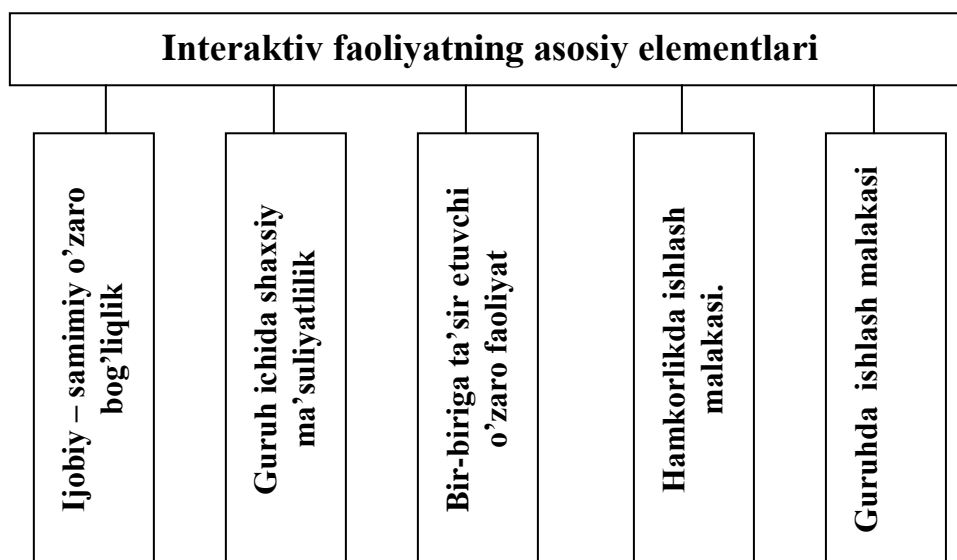 Interaktiv faoliyatning asosiy elementlari
Ijobiy – samimiy o’zaro
bog’liqlik
Guruh ichida shaxsiy
ma’suliyatlilik
Bir-biriga ta’sir etuvchi
o’zaro faoliyat
Hamkorlikda ishlash
malakasi.
Guruhda ishlash malakasi